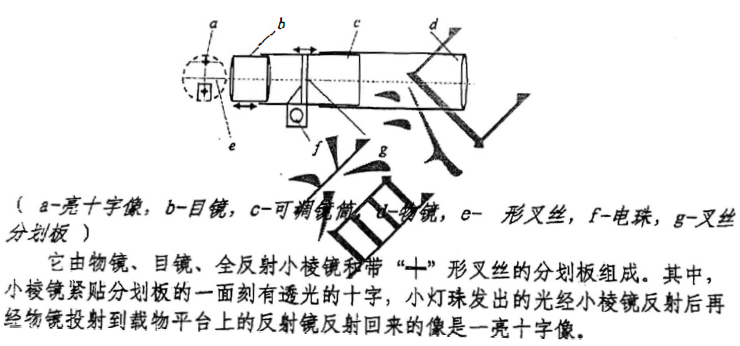 a
b
c
d
e
f
g
( a-亮十字像，b-目镜，c-可调镜筒，d-物镜，e- 形叉丝，f-电珠，g-叉丝
分划板 )
它由物镜、目镜、全反射小棱镜和带“十”形叉丝的分划板组成。其中，
小棱镜紧贴分划板的一面刻有透光的十字，小灯珠发出的光经小棱镜反射后再
经物镜投射到载物平台上的反射镜反射回来的像是一亮十字像。